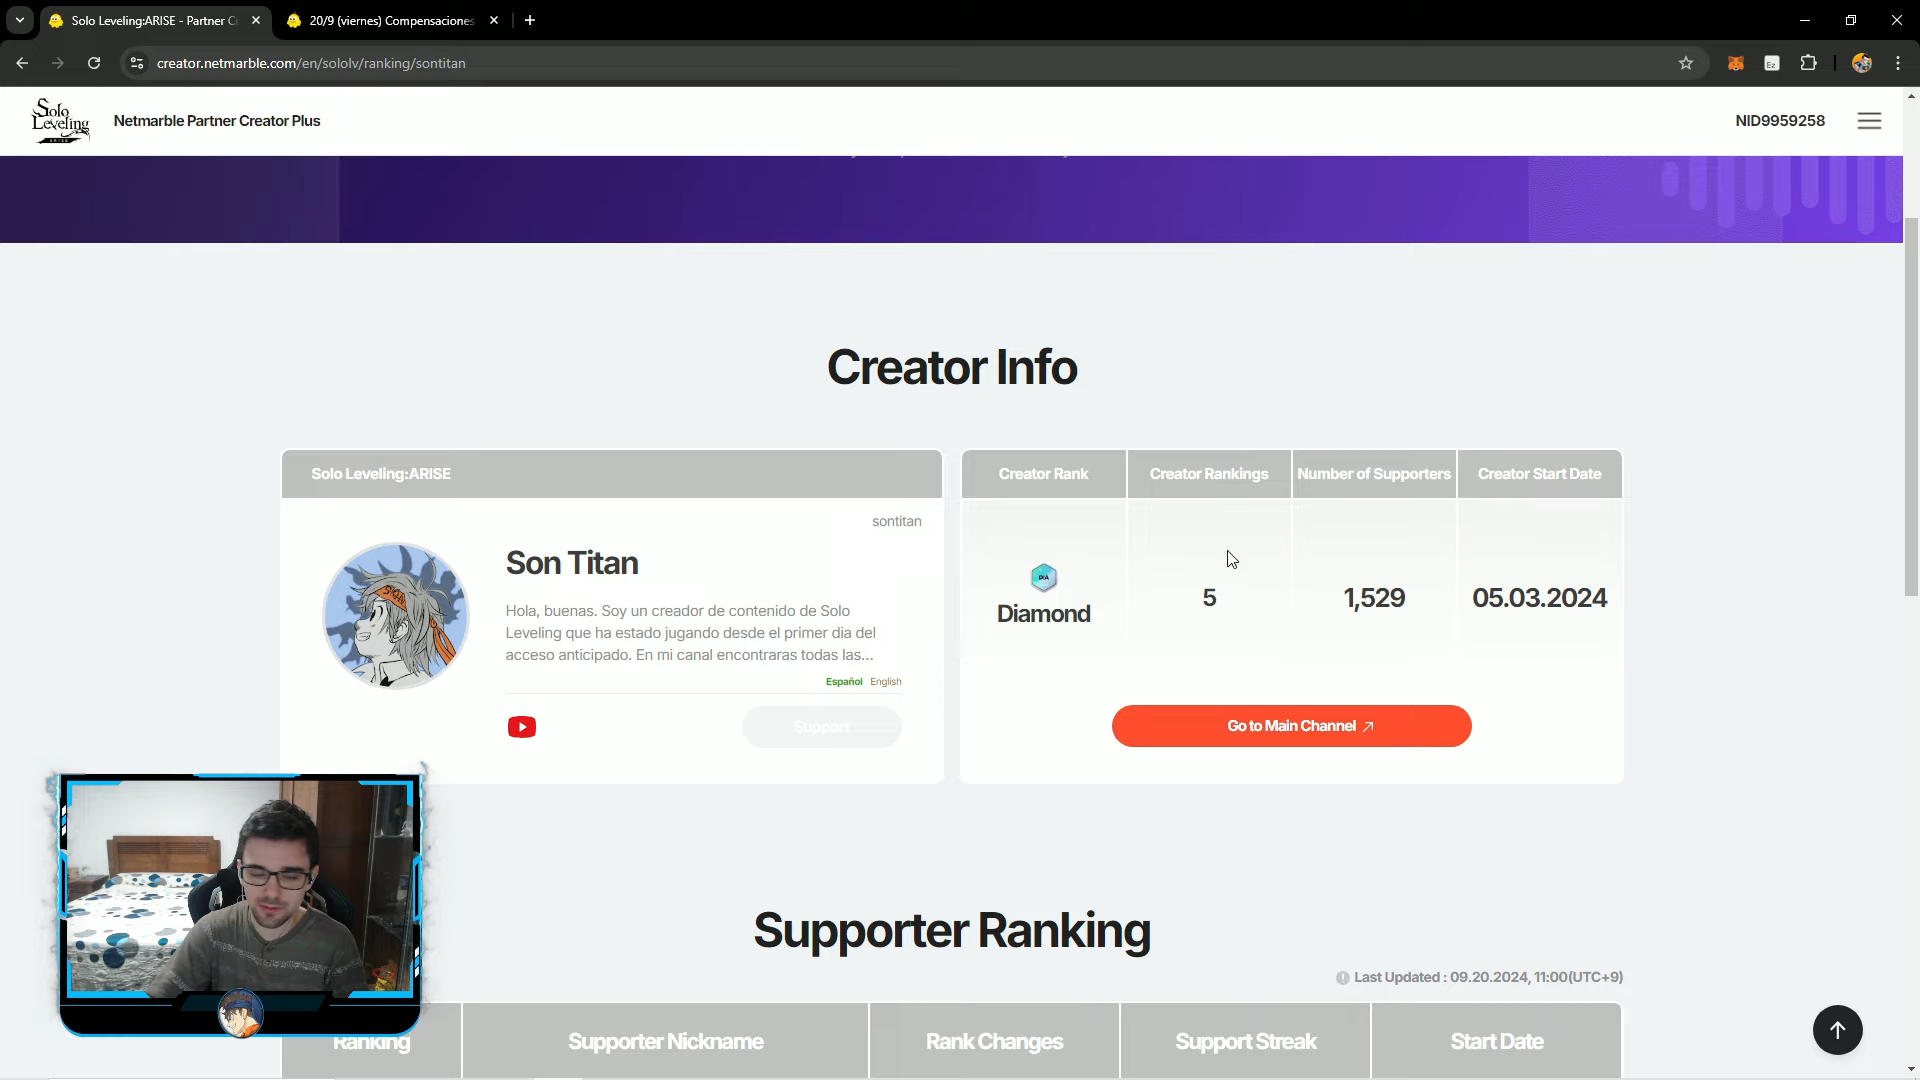 Solo Leveling:ARISE - Partner C
20/9 (viernes) Compensaciones
creator.netmarble.com/en/sololv/ranking/sontitan
Solo
Leveling
ARISE
Netmarble Partner Creator Plus
NID9959258
Creator Info
Solo Leveling:ARISE
sontitan
Son Titan
Hola, buenas. Soy un creador de contenido de Solo
Leveling que ha estado jugando desde el primer dia del
acceso anticipado. En mi canal encontraras todas las...
Español English
Support
Creator Rank Creator Rankings Number of Supporters Creator Start Date
DIA
Diamond 5 1,529 05.03.2024
Go to Main Channel
Supporter Ranking
Last Updated : 09.20.2024, 11:00(UTC+9)
Ranking Supporter Nickname Rank Changes Support Streak Start Date